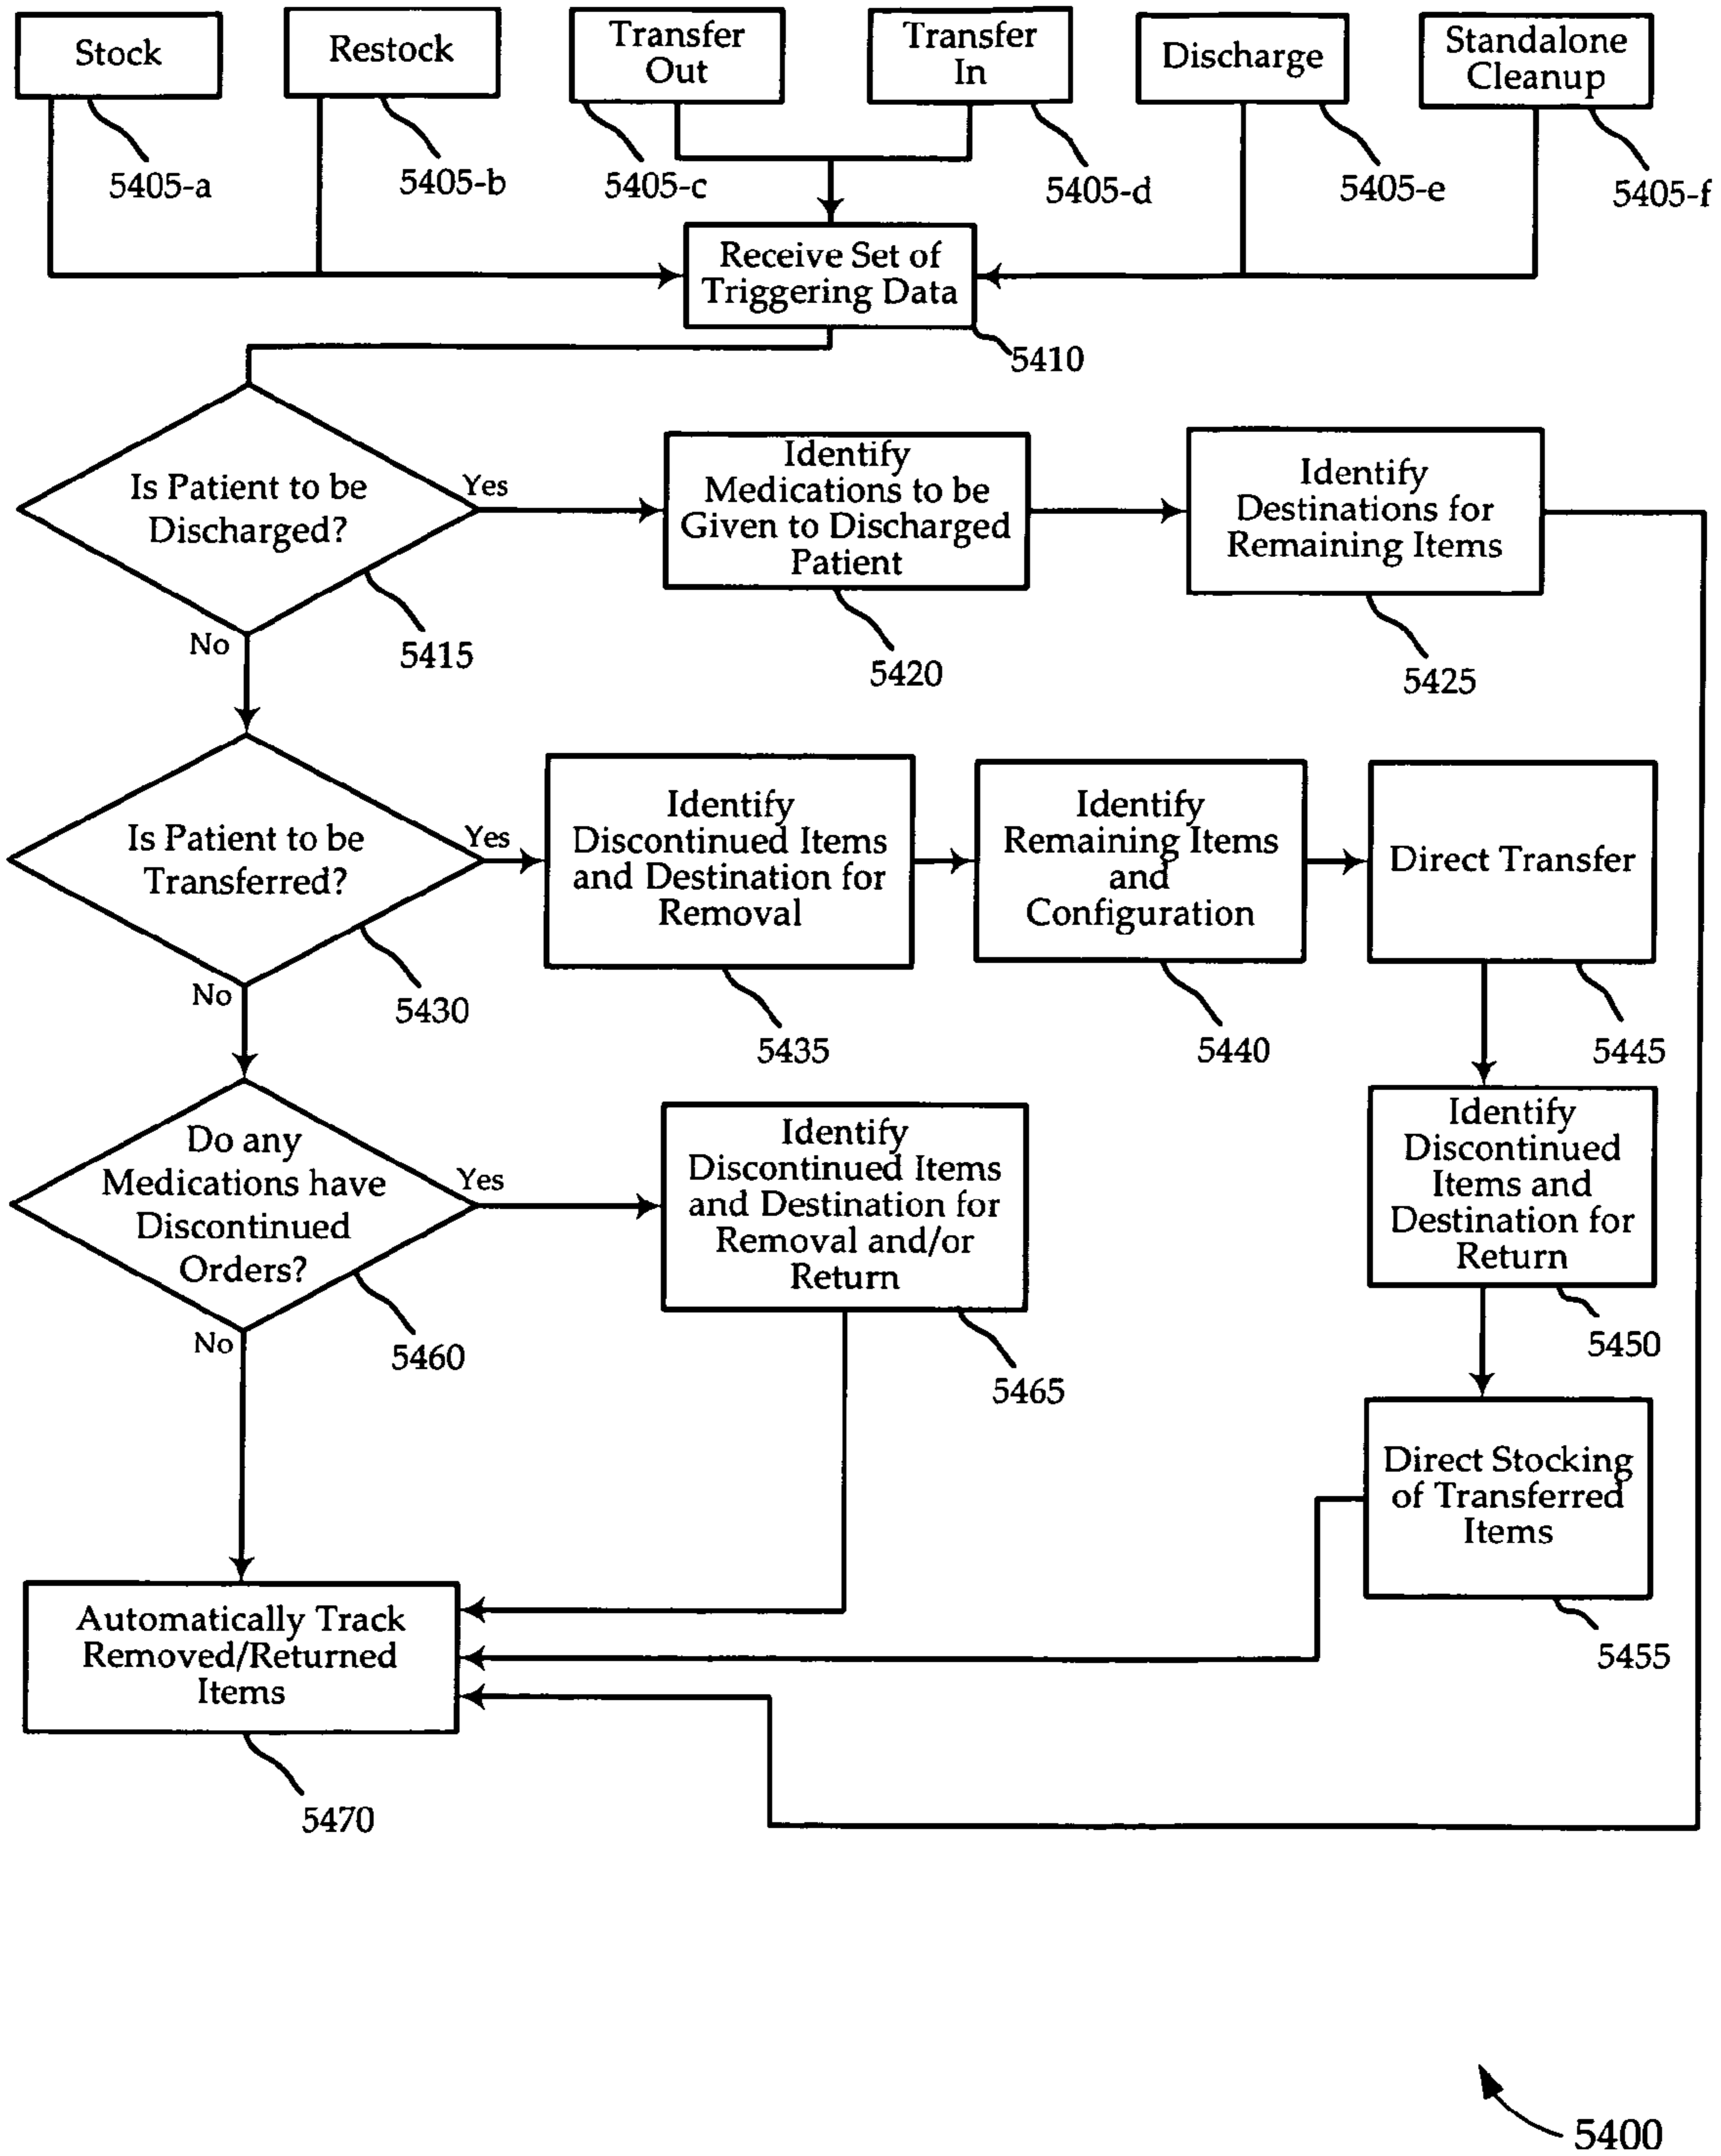 Stock
Restock
Transfer
Out
Transfer
In
Discharge
Standalone
Cleanup
5405-a
5405-b
5405-c
5405-d
5405-e
5405-f
Receive Set of
Triggering Data
5410
Is Patient to be
Discharged?
Yes
No
5415
Identify
Medications to be
Given to Discharged
Patient
5420
Identify
Destinations for
Remaining Items
5425
Is Patient to be
Transferred?
Yes
No
5430
Identify
Discontinued Items
and Destination for
Removal
5435
Identify
Remaining Items
and
Configuration
5440
Direct Transfer
5445
Do any
Medications have
Discontinued
Orders?
Yes
No
5460
Identify
Discontinued Items
and Destination for
Removal and/or
Return
5465
Identify
Discontinued
Items and
Destination for
Return
5450
Direct Stocking
of Transferred
Items
5455
Automatically Track
Removed/Returned
Items
5470
5400